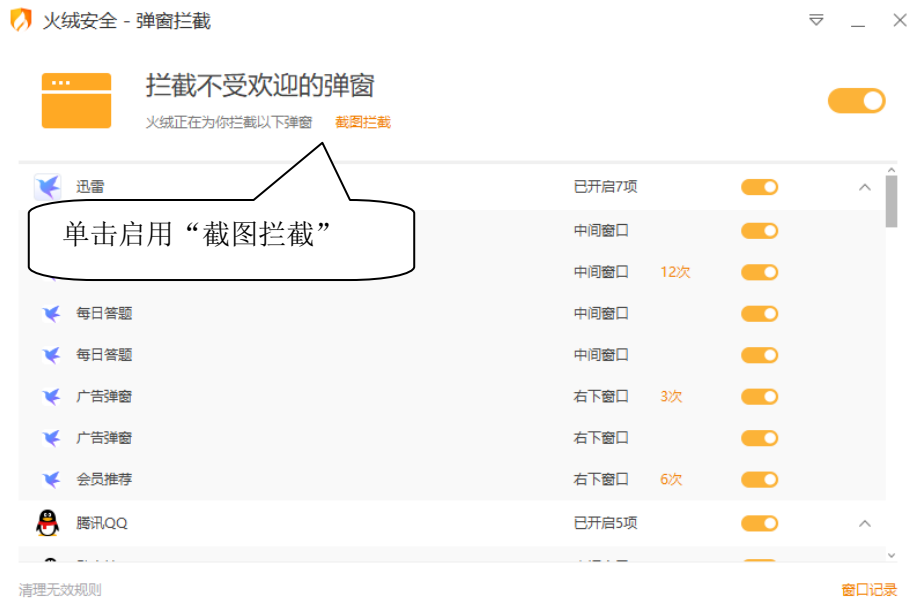 火绒安全 - 弹窗拦截
拦截不受欢迎的弹窗
火绒正在为你拦截以下弹窗 截图拦截
迅雷 已开启7项
单击启用“截图拦截”
中间窗口
中间窗口 12次
每日答题 中间窗口
每日答题 中间窗口
广告弹窗 右下窗口 3次
广告弹窗 右下窗口
会员推荐 右下窗口 6次
腾讯QQ 已开启5项
清理无效规则 窗口记录